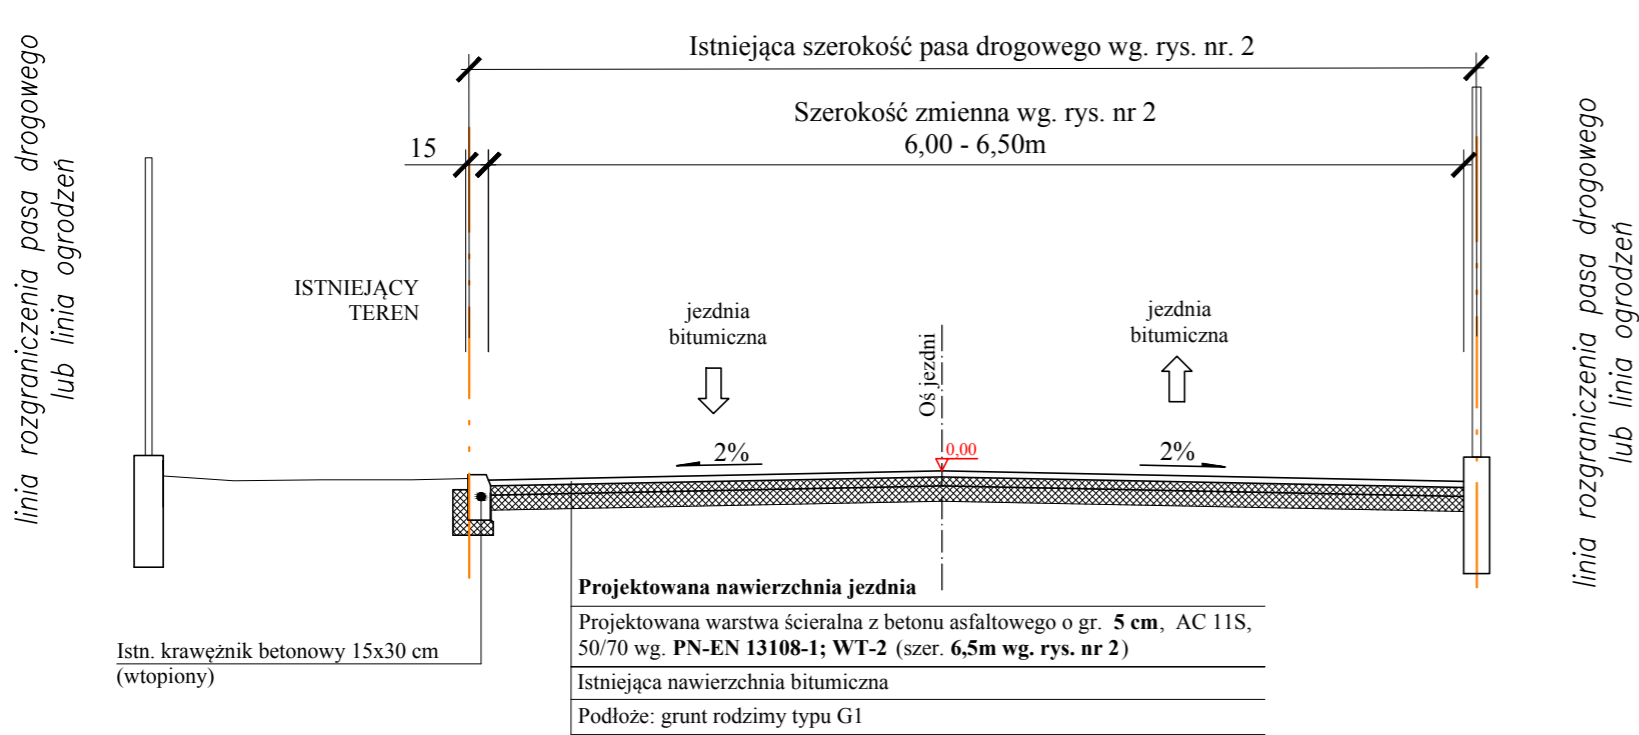 linia rozgraniczenia pasa drogowego
lub linia ogrodzeń
Istniejąca szerokość pasa drogowego wg. rys. nr. 2
Szerokość zmienna wg. rys. nr 2
6,00 - 6,50m
15
ISTNIEJĄCY
TEREN
jezdnia
bitumiczna
Oś jezdni
jezdnia
bitumiczna
2%
0,00
2%
Projektowana nawierzchnia jezdnia
Projektowana warstwa ścieralna z betonu asfaltowego o gr. 5 cm, AC 11S,
50/70 wg. PN-EN 13108-1; WT-2 (szer. 6,5m wg. rys. nr 2)
Istniejąca nawierzchnia bitumiczna
Podłoże: grunt rodzimy typu G1
Istn. krawężnik betonowy 15x30 cm
(wtopiony)
linia rozgraniczenia pasa drogowego
lub linia ogrodzeń